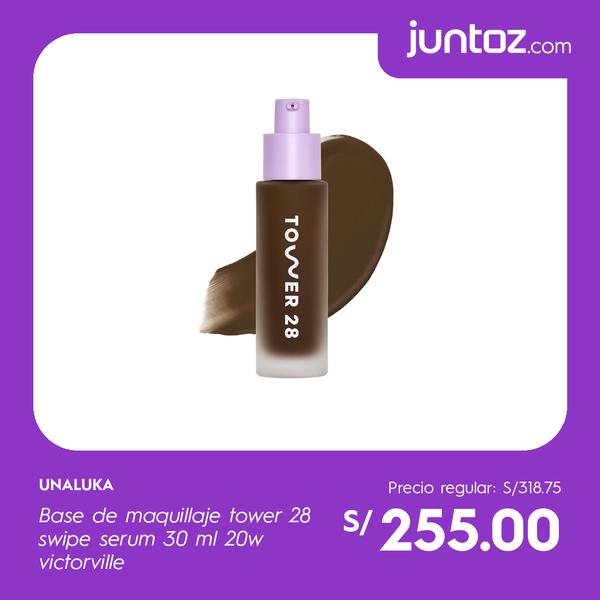 juntoz.com
TOWER 28
UNALUKA
Base de maquillaje tower 28
swipe serum 30 ml 20w
victorville
Precio regular: S/318.75
S/255.00